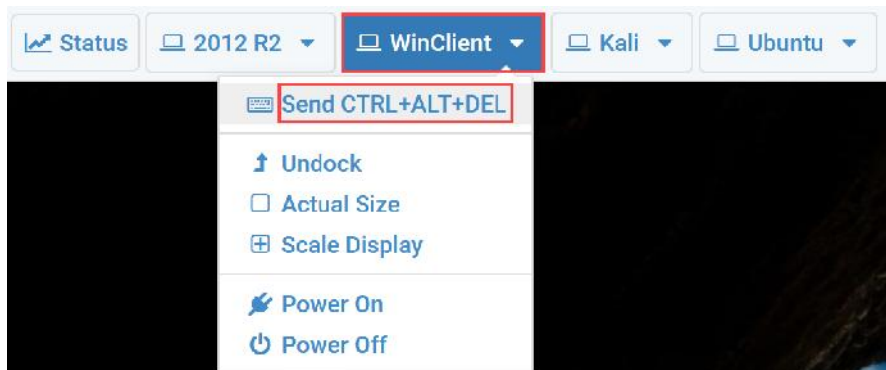 Status 2012 R2 WinClient Kali Ubuntu
Send CTRL+ALT+DEL
Undock
Actual Size
Scale Display
Power On
Power Off